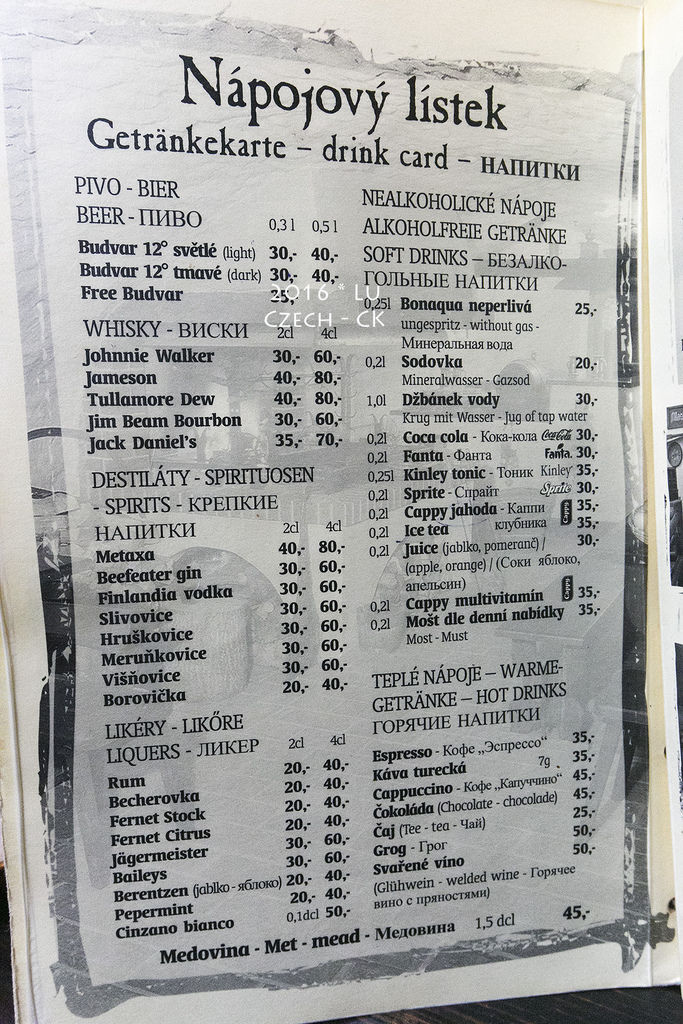 Nápojový lístek
Getränkekarte – drink card – НАПИТКИ
PIVO - BIER
BEER - ПИВО 0,3 l 0,5 l
Budvar 12° světlé (light) 30,- 40,-
Budvar 12° tmavé (dark) 30,- 40,-
Free Budvar 25,-
2016 * LU
CZECH - CK
WHISKY - ВИСКИ 2cl 4cl
Johnnie Walker 30,- 60,-
Jameson 40,- 80,-
Tullamore Dew 40,- 80,-
Jim Beam Bourbon 30,- 60,-
Jack Daniel's 35,- 70,-
DESTILÁTY - SPIRITUOSEN
- SPIRITS - КРЕПКИЕ
НАПИТКИ 2cl 4cl
Metaxa 40,- 80,-
Beefeater gin 30,- 60,-
Finlandia vodka 30,- 60,-
Slivovice 30,- 60,-
Hruškovice 30,- 60,-
Meruňkovice 30,- 60,-
Višňovice 30,- 60,-
Borovička 20,- 40,-
LIKÉRY - LIKÖRE
LIQUERS - ЛИКЕР 2cl 4cl
Rum 20,- 40,-
Becherovka 20,- 40,-
Fernet Stock 20,- 40,-
Fernet Citrus 20,- 40,-
Jägermeister 30,- 60,-
Baileys 30,- 60,-
Berentzen (jablko - яблоко) 20,- 40,-
Pepermint 20,- 40,-
Cinzano bianco 0,1dcl 50,-
NEALKOHOLICKÉ NÁPOJE
ALKOHOLFREIE GETRÄNKE
SOFT DRINKS – БЕЗАЛКО-
ГОЛЬНЫЕ НАПИТКИ
0,25l Bonaqua neperlivá 25,-
ungespritz - without gas -
Минеральная вода
0,2l Sodovka 20,-
Mineralwasser - Gazsod
1,0l Džbánek vody 30,-
Krug mit Wasser - Jug of tap water
0,2l Coca cola - Кока-кола Coca-Cola 30,-
0,2l Fanta - Фанта Fanta. 30,-
0,25l Kinley tonic - Тоник Kinley 35,-
0,2l Sprite - Спрайт Sprite 30,-
0,2l Cappy jahoda - Каппи Cappy 35,-
клубника
0,2l Ice tea 35,-
0,2l Juice (jablko, pomeranč) / 30,-
(apple, orange) / (Соки яблоко,
апельсин)
0,2l Cappy multivitamín Cappy 35,-
0,2l Mošt dle denní nabídky 35,-
Most - Must
TEPLÉ NÁPOJE – WARME-
GETRÄNKE – HOT DRINKS
ГОРЯЧИЕ НАПИТКИ
Espresso - Кофе „Эспрессо“ 35,-
Káva turecká 7g 35,-
Cappuccino - Кофе „Капуччино“ 45,-
Čokoláda (Chocolate - chocolade) 45,-
Čaj (Tee - tea - Чай) 25,-
Grog - Грог 50,-
Svařené víno 50,-
(Glühwein - welded wine - Горячее
вино с пряностями)
Medovina - Met - mead - Медовина 1,5 dcl 45,-